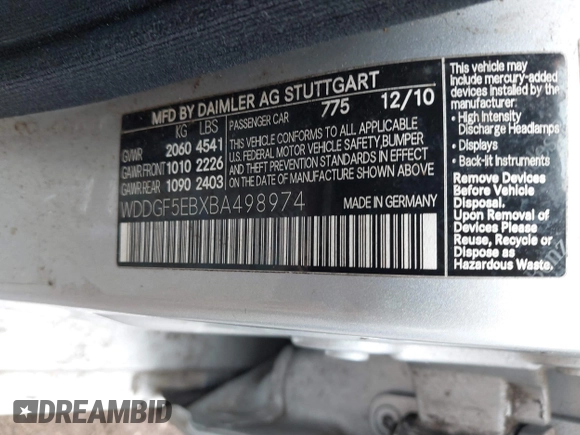 MFD BY DAIMLER AG STUTTGART
KG LBS PASSENGER CAR 775 12/10
GVWR 2060 4541
GAWR FRONT 1010 2226
GAWR REAR 1090 2403
THIS VEHICLE CONFORMS TO ALL APPLICABLE
U.S. FEDERAL MOTOR VEHICLE SAFETY, BUMPER
AND THEFT PREVENTION STANDARDS IN EFFECT
ON THE DATE OF MANUFACTURE SHOWN ABOVE.
WDDGF5EBXBA498974 MADE IN GERMANY
This vehicle may
include mercury-added
devices installed by the
manufacturer:
• High Intensity
Discharge Headlamps
• Displays
• Back-lit Instruments
Remove Devices
Before Vehicle
Disposal.
Upon Removal of
Devices Please
Reuse, Recycle or
Dispose as
Hazardous Waste.
DREAMBID